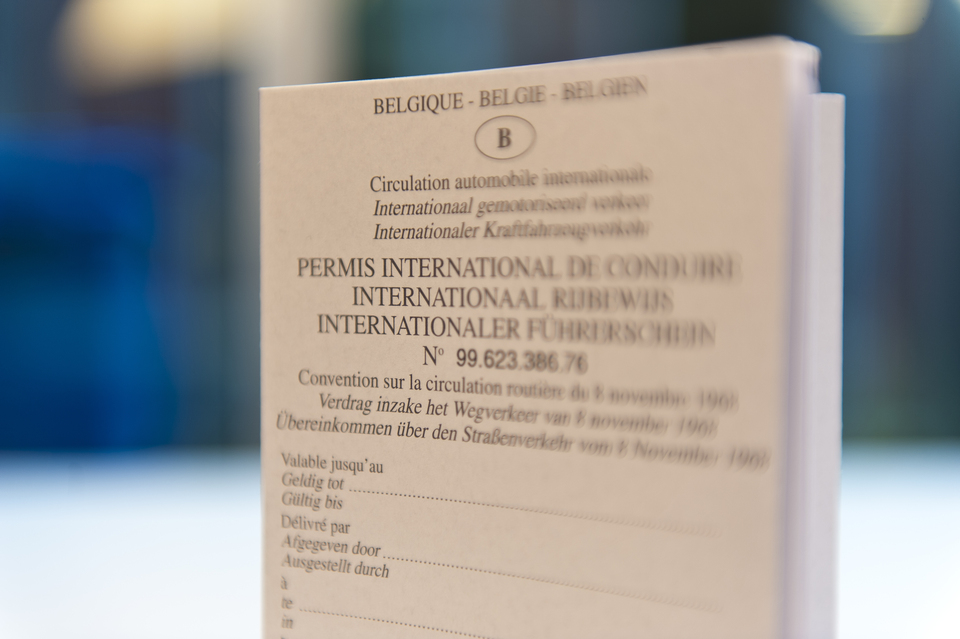 BELGIQUE - BELGIE - BELGIEN
B
Circulation automobile internationale
Internationaal gemotoriseerd verkeer
Internationaler Kraftfahrzeugverkehr
PERMIS INTERNATIONAL DE CONDUIRE
INTERNATIONAAL RIJBEWIJS
INTERNATIONALER FÜHRERSCHEIN
Nº 99.623.386.76
Convention sur la circulation routière du 8 novembre 1968
Verdrag inzake het Wegverkeer van 8 november 1968
Übereinkommen über den Straßenverkehr vom 8 November 1968
Valable jusqu'au
Geldig tot
Gültig bis
Délivré par
Afgegeven door
Ausgestellt durch
à
te
in